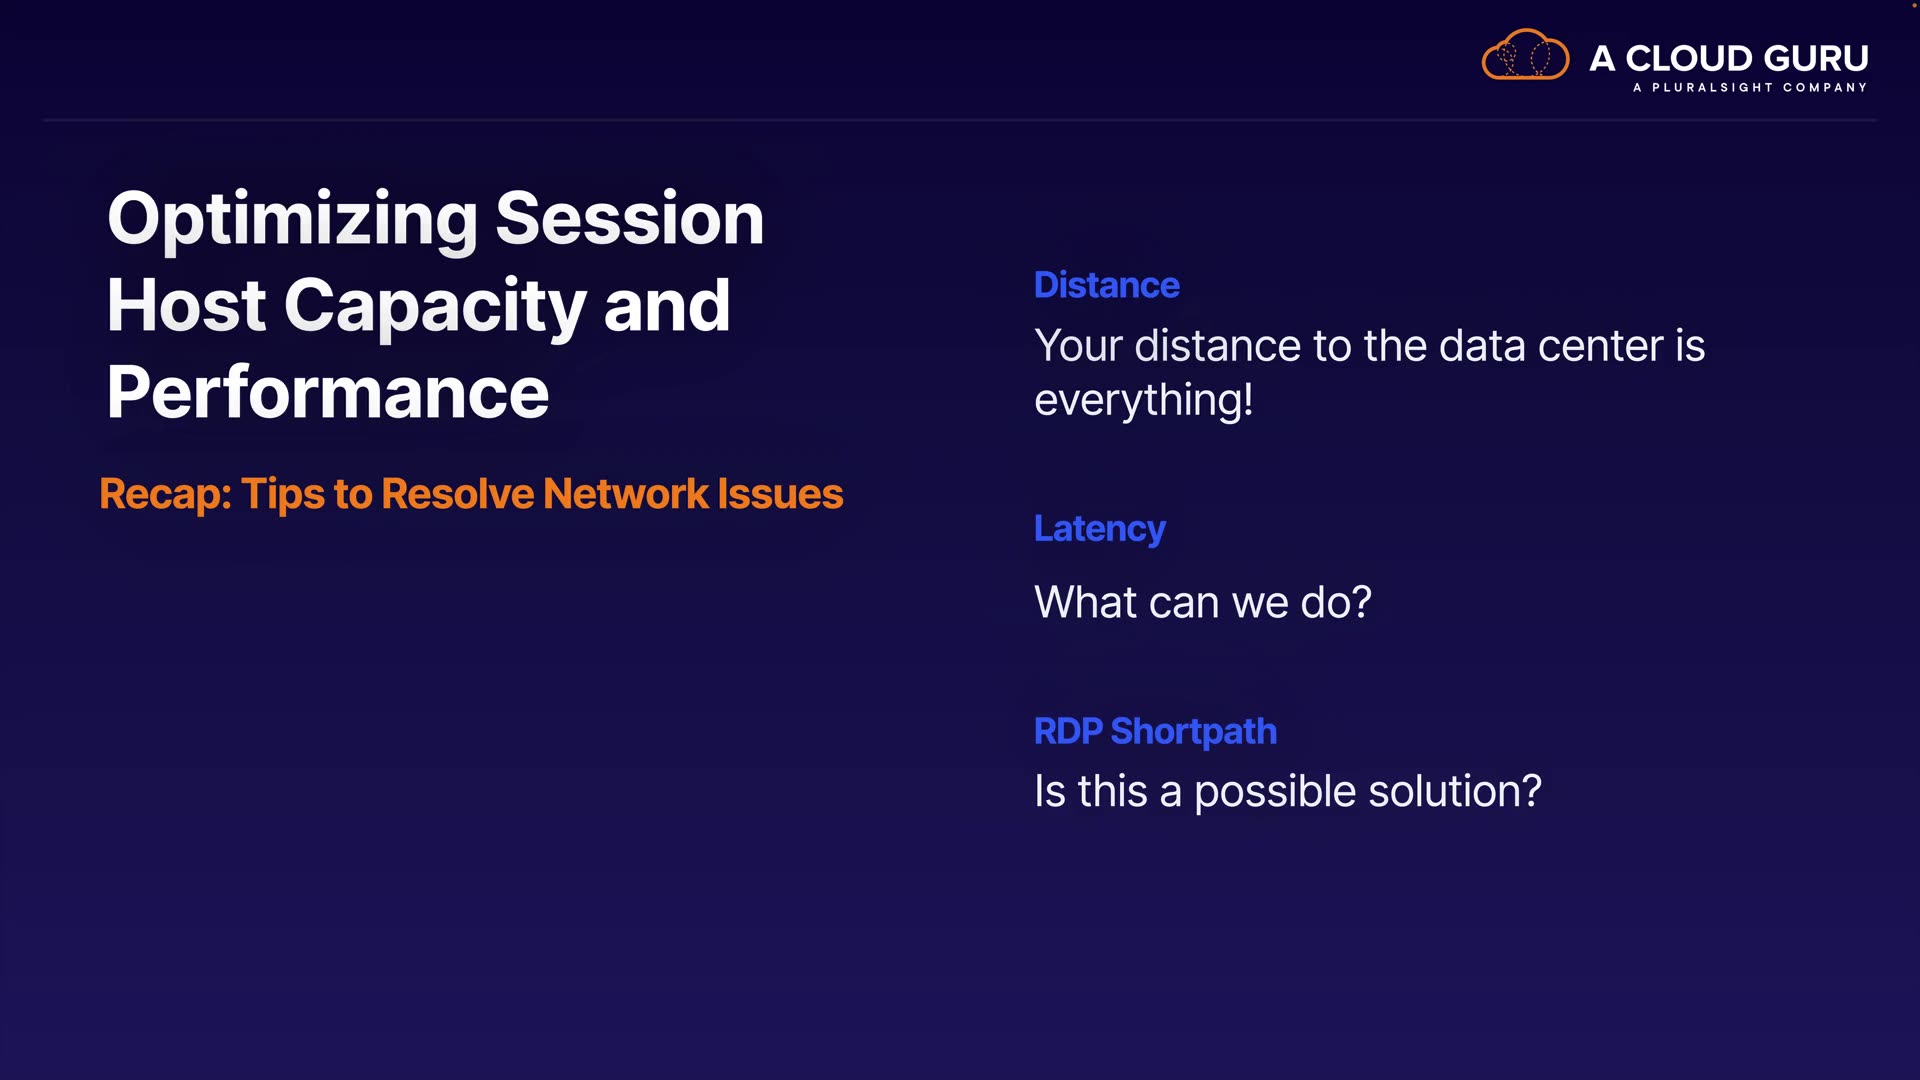 A CLOUD GURU
A PLURALSIGHT COMPANY
Optimizing Session
Host Capacity and
Performance
Recap: Tips to Resolve Network Issues
Distance
Your distance to the data center is
everything!
Latency
What can we do?
RDP Shortpath
Is this a possible solution?